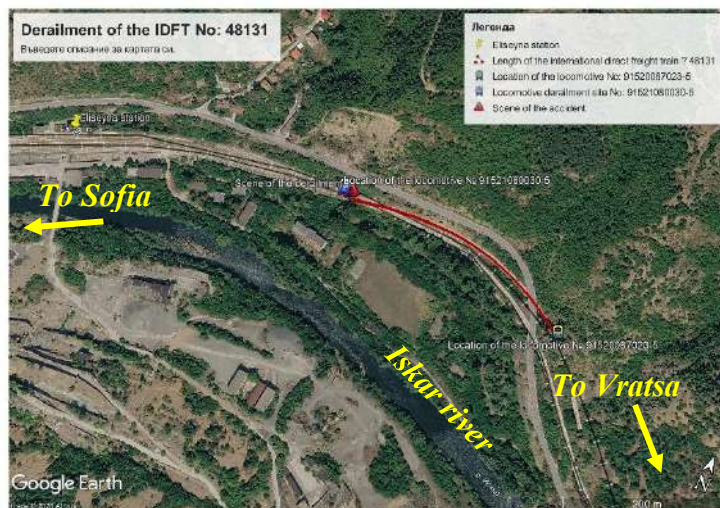 Derailment of the IDFT No: 48131
Въведете описание за картата си.
Легенда
Eliseyna station
Length of the international direct freight train ? 48131
Location of the locomotive No: 91520087023-5
Locomotive derailment site No: 91521080030-5
Scene of the accident
Eliseyna station
To Sofia
Scene of the derailment
Location of the locomotive № 91521080030-5
Location of the locomotive № 91520087023-5
To Vratsa
Iskar river
Google Earth
N
200 m